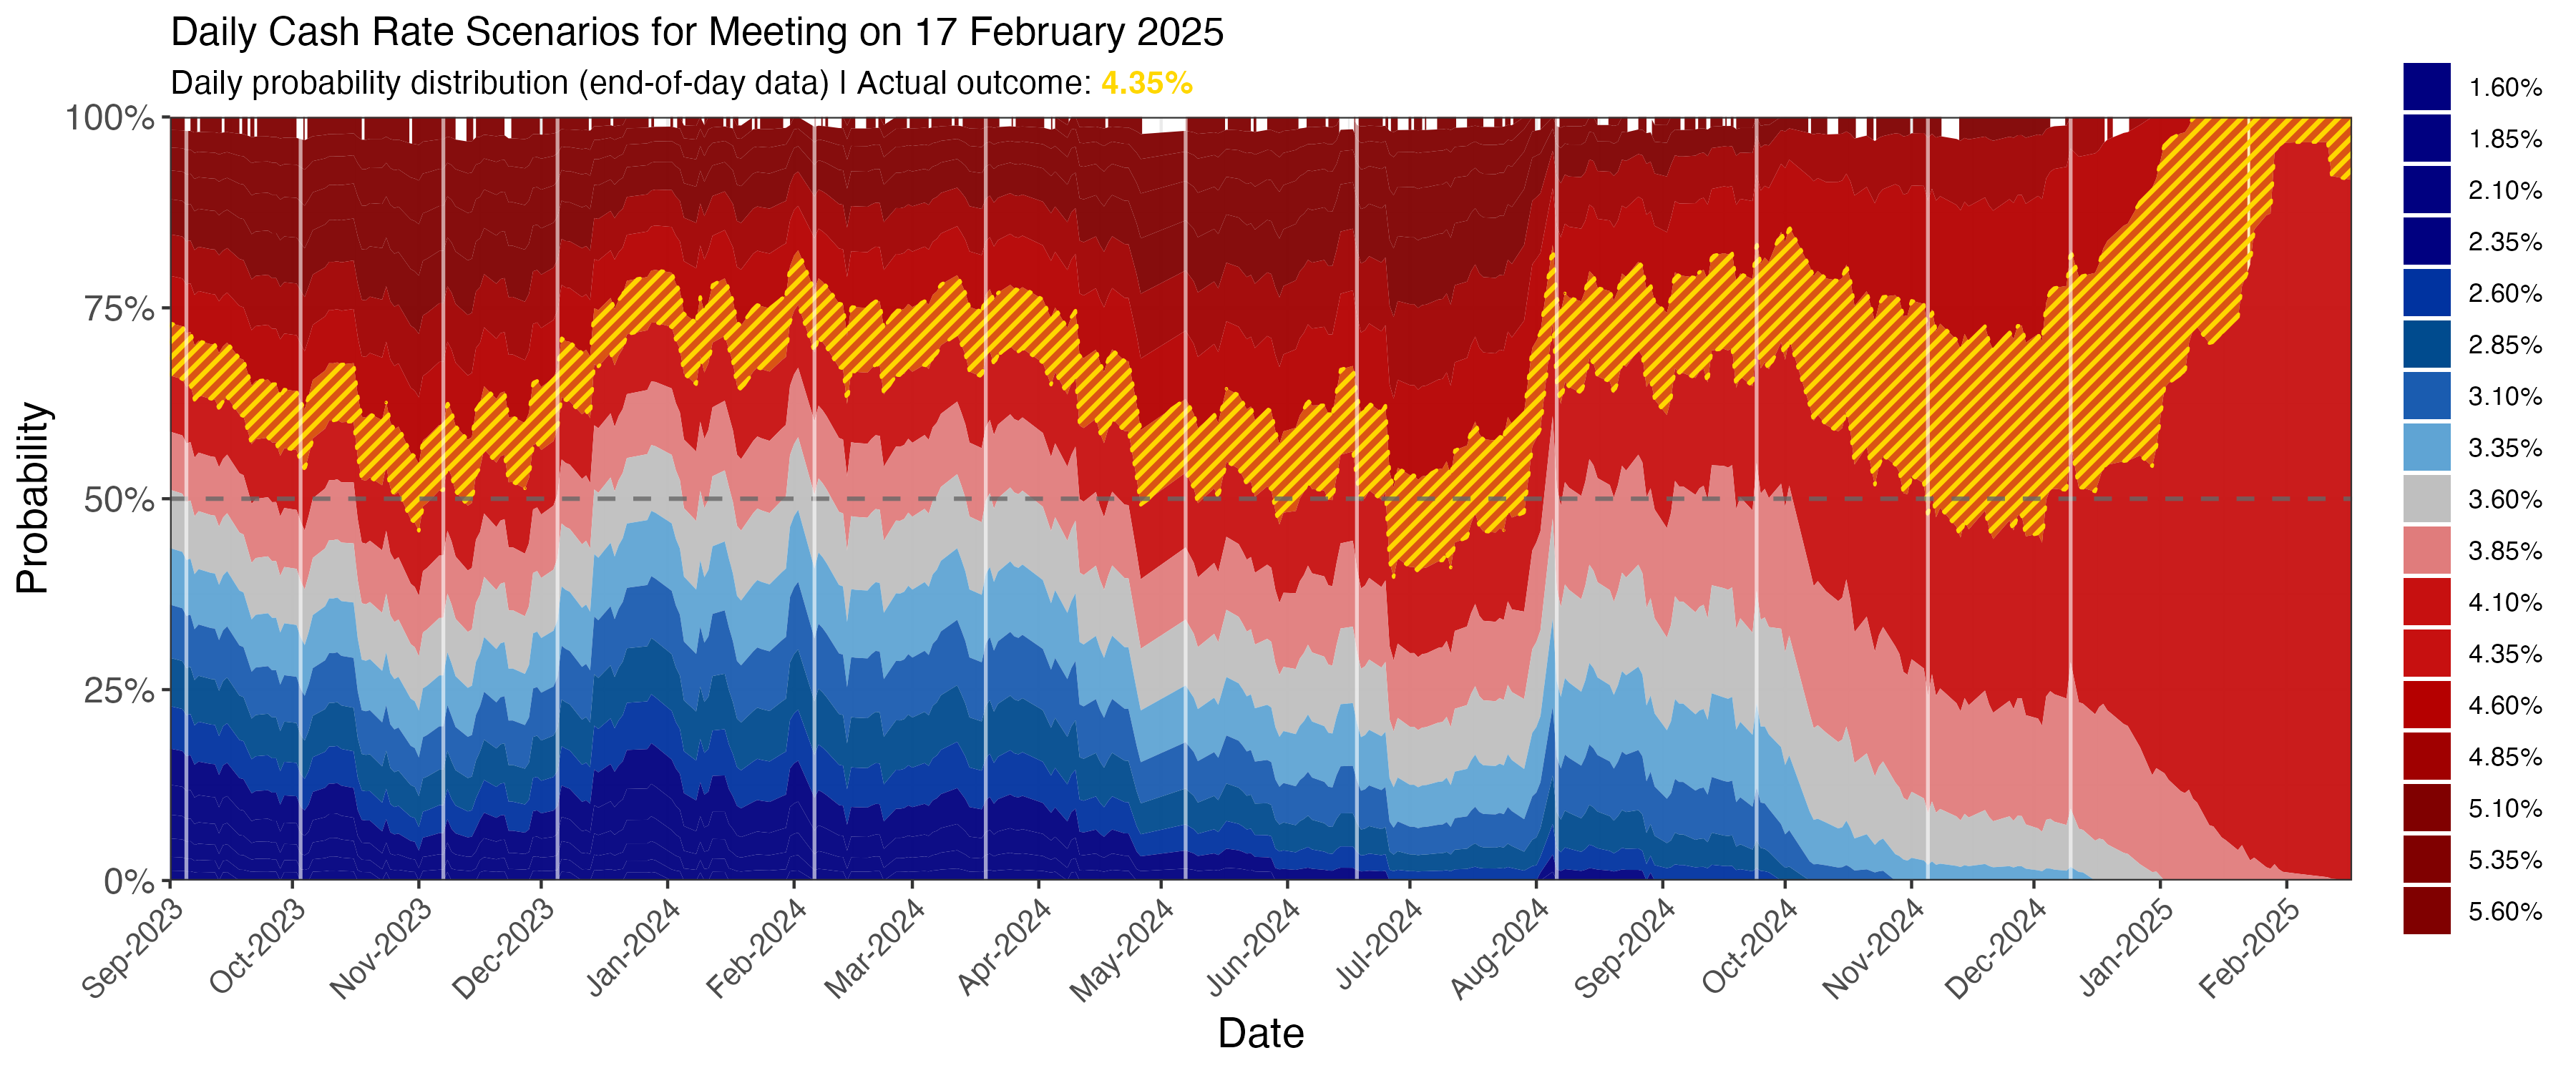 Daily Cash Rate Scenarios for Meeting on 17 February 2025
Daily probability distribution (end-of-day data) | Actual outcome: 4.35%
Probability
100%
75%
50%
25%
0%
Sep-2023
Oct-2023
Nov-2023
Dec-2023
Jan-2024
Feb-2024
Mar-2024
Apr-2024
May-2024
Jun-2024
Jul-2024
Aug-2024
Sep-2024
Oct-2024
Nov-2024
Dec-2024
Jan-2025
Feb-2025
Date
1.60%
1.85%
2.10%
2.35%
2.60%
2.85%
3.10%
3.35%
3.60%
3.85%
4.10%
4.35%
4.60%
4.85%
5.10%
5.35%
5.60%